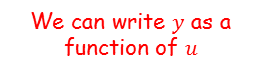 We can write y as a
function of u